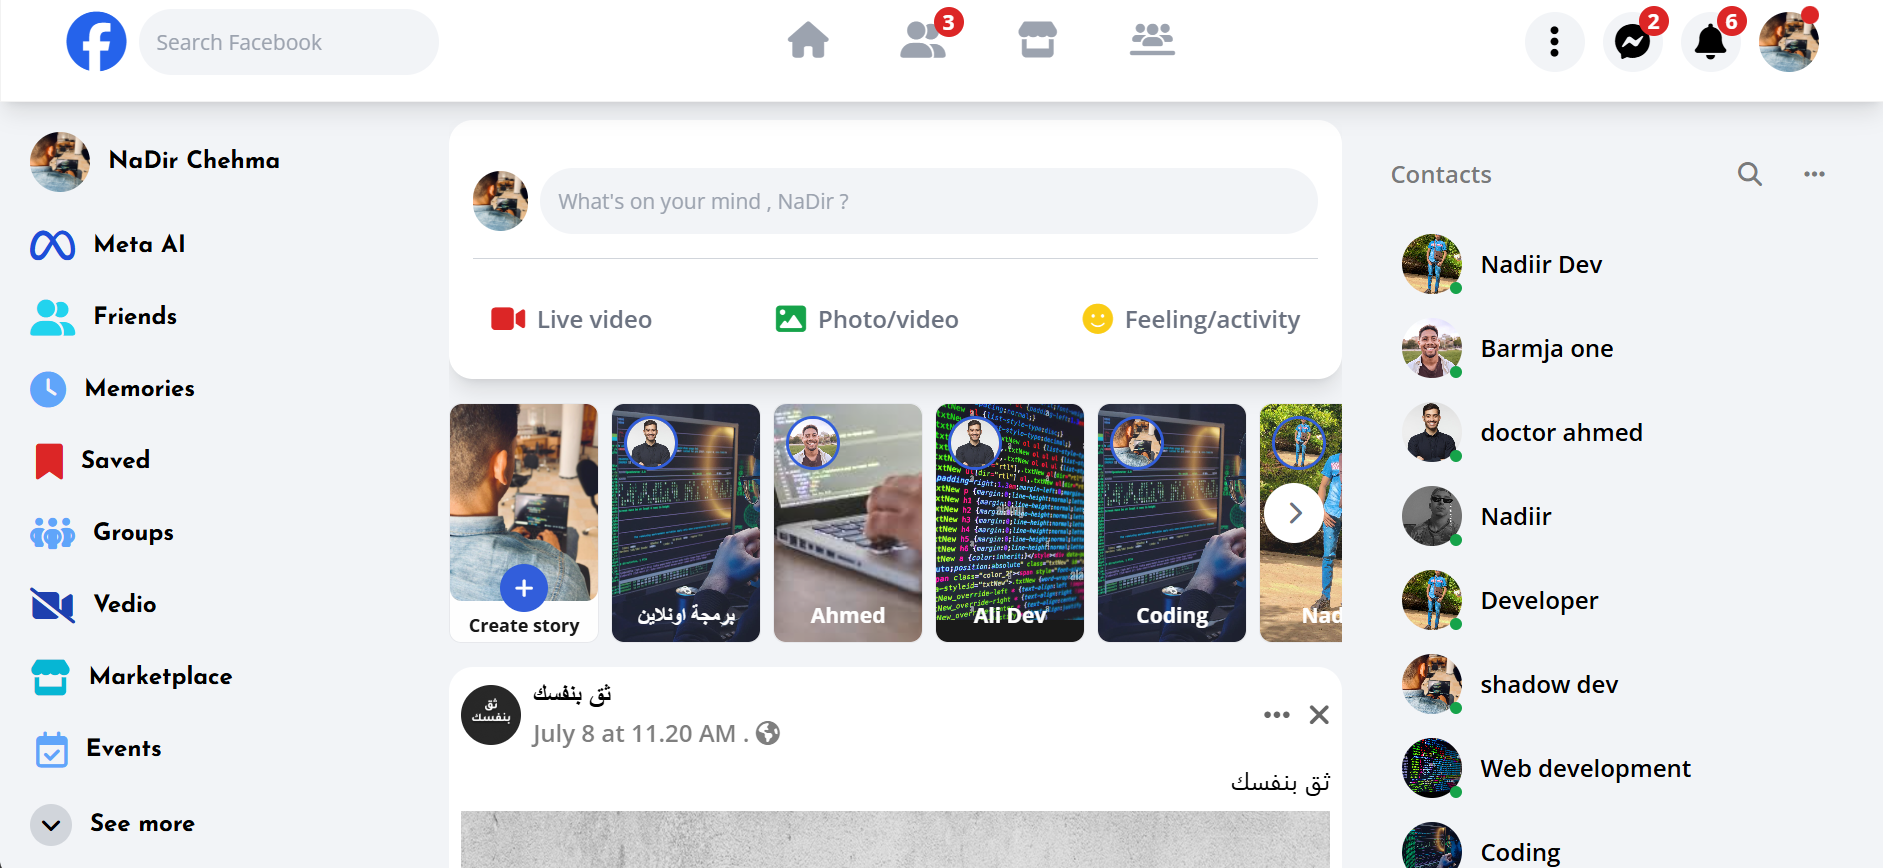 Search Facebook
3
2
6
NaDir Chehma
Meta AI
Friends
Memories
Saved
Groups
Vedio
Marketplace
Events
See more
What's on your mind , NaDir ?
Live video
Photo/video
Feeling/activity
Create story
برمجة اونلاين
Ahmed
Ali Dev
Coding
Nad
ثق بنفسك
ثق
بنفسك
July 8 at 11.20 AM .
ثق بنفسك
Contacts
Nadiir Dev
Barmja one
doctor ahmed
Nadiir
Developer
shadow dev
Web development
Coding